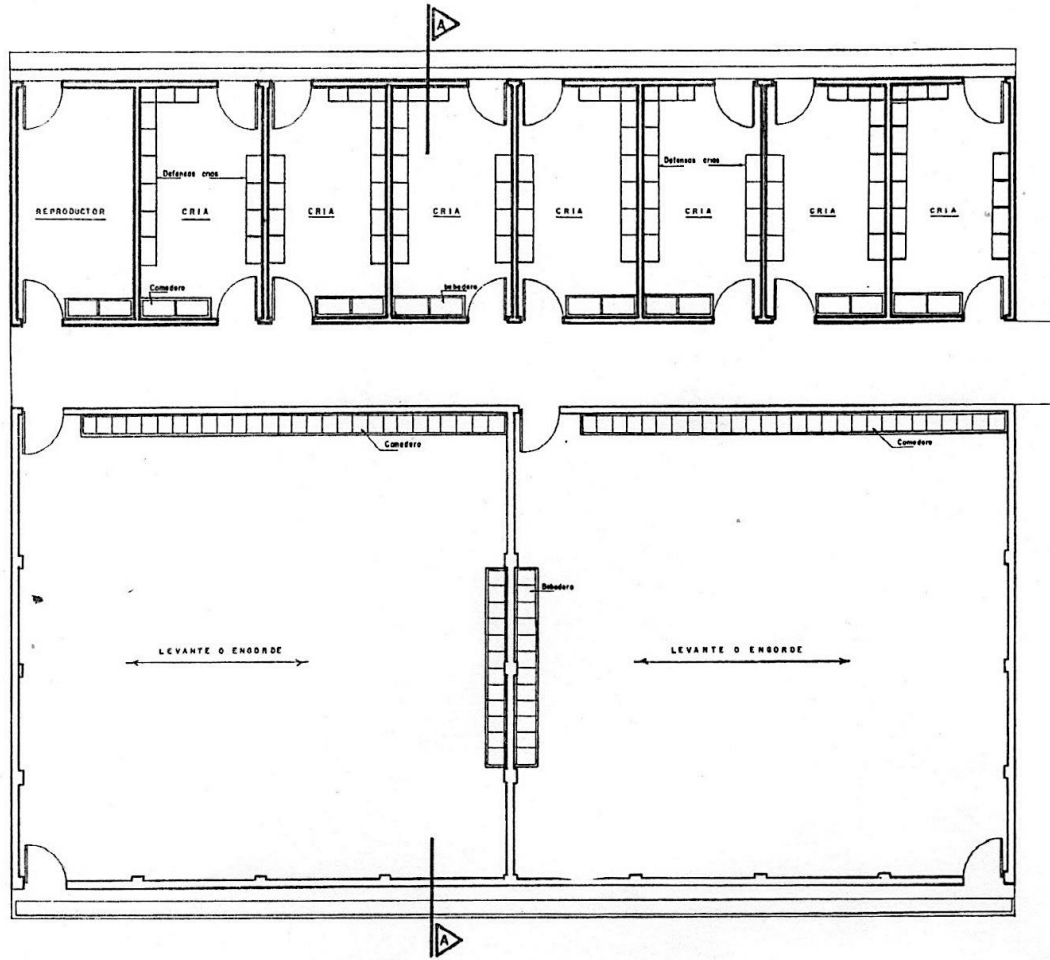 A
Defensas crias
Defensas crias
REPRODUCTOR
CRIA
CRIA
CRIA
CRIA
CRIA
CRIA
CRIA
Comedero
bebedero
Comedero
Comedero
Bebedero
LEVANTE O ENGORDE
LEVANTE O ENGORDE
A